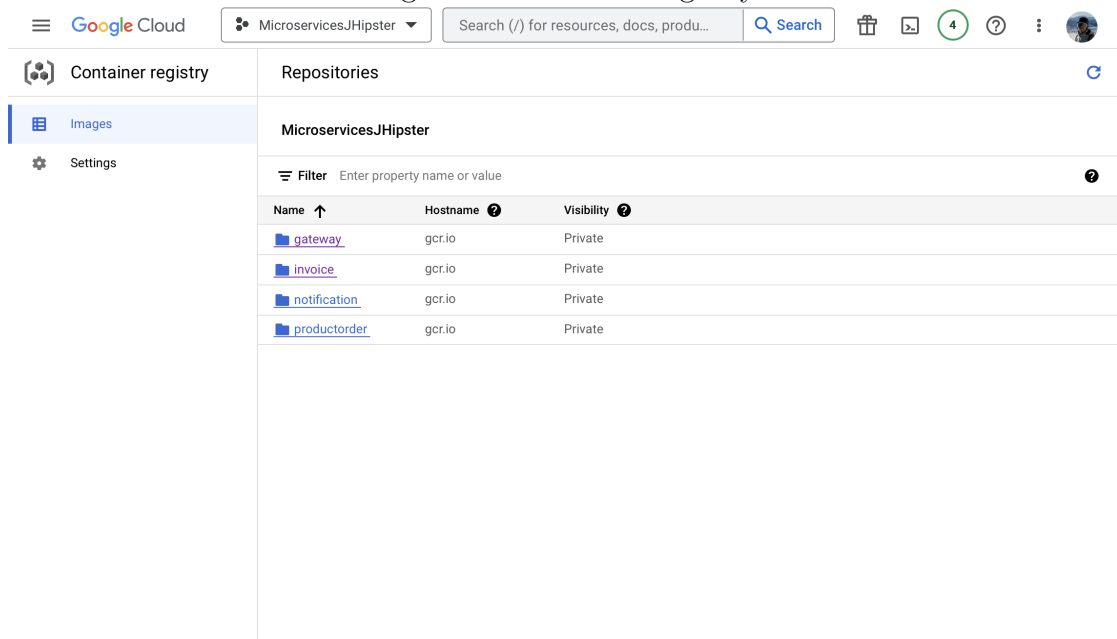 Google Cloud MicroservicesJHipster Search (/) for resources, docs, produ... Search 4
Container registry
Repositories
Images
Settings
MicroservicesJHipster
Filter Enter property name or value
Name Hostname Visibility
gateway gcr.io Private
invoice gcr.io Private
notification gcr.io Private
productorder gcr.io Private